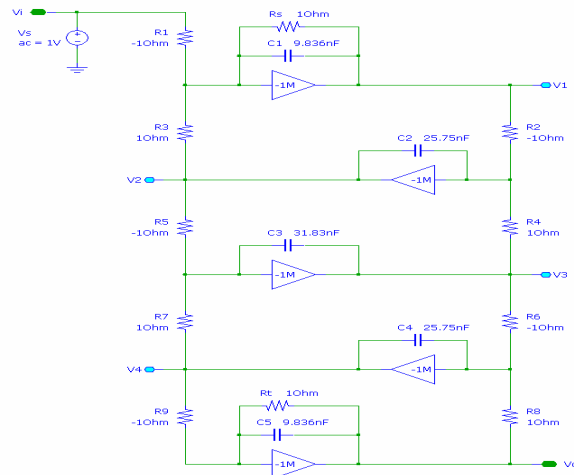 Vi
Vs
ac = 1V
R1
-1Ohm
Rs 1Ohm
C1 9.836nF
-1M
V1
R3
1Ohm
R2
-1Ohm
C2 25.75nF
V2
-1M
R5
-1Ohm
R4
1Ohm
C3 31.83nF
-1M
V3
R7
1Ohm
R6
-1Ohm
C4 25.75nF
V4
-1M
R9
-1Ohm
R8
1Ohm
Rt 1Ohm
C5 9.836nF
-1M